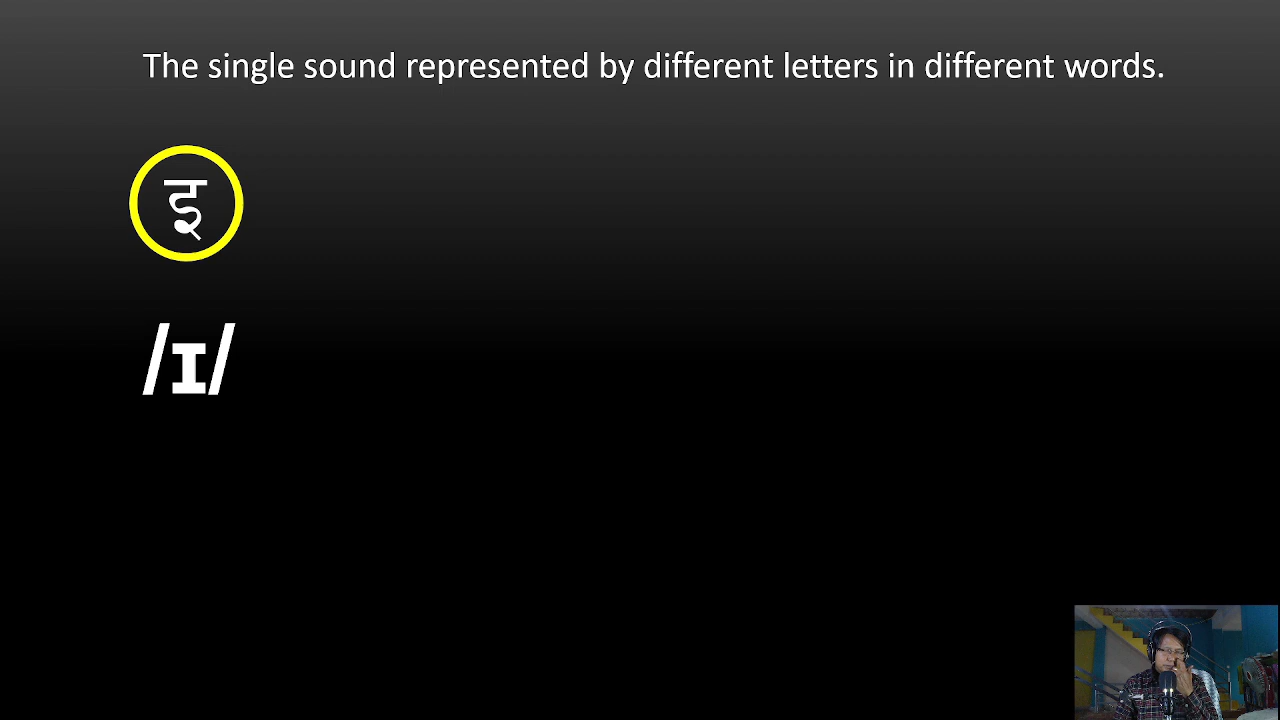 The single sound represented by different letters in different words.
इ
/ɪ/